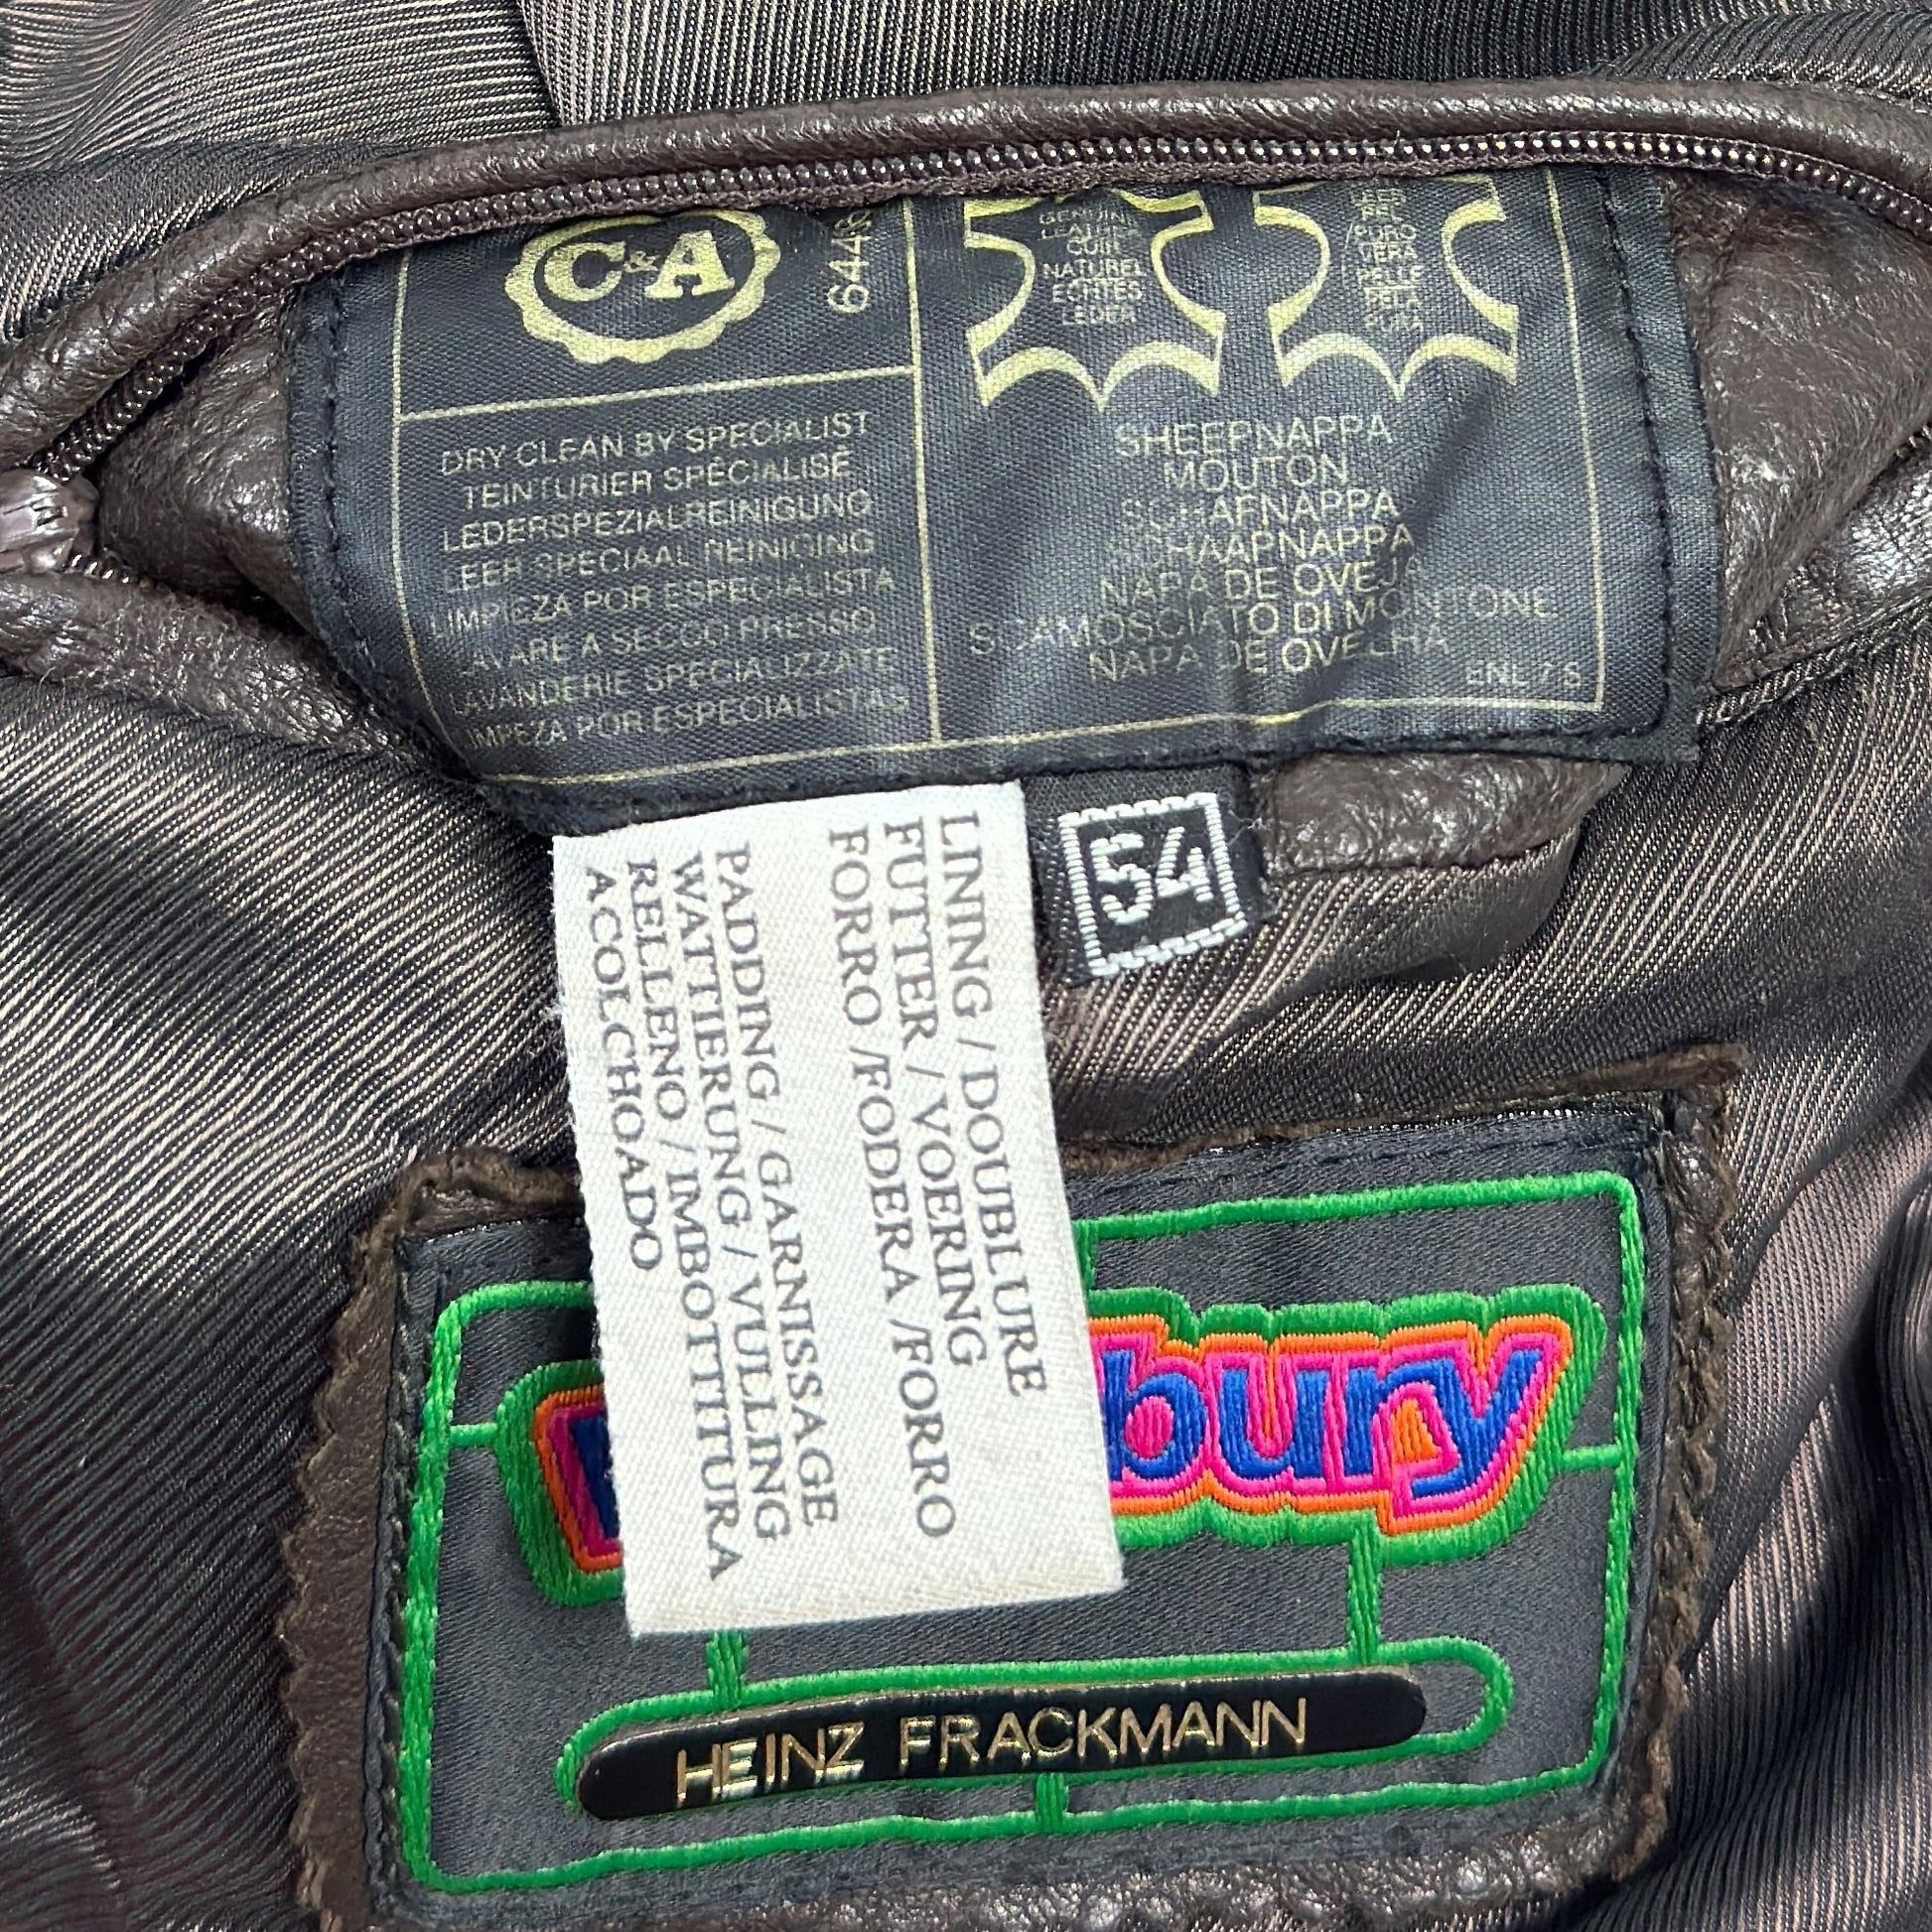 C&A
GENUINE
LEATHER
CUIR
NATUREL
ECHTES
LEDER
PURO
VERA
PELLE
DRY CLEAN BY SPECIALIST
TEINTURIER SPÉCIALISÉ
LEDERSPEZIALREINIGUNG
LEER SPECIAAL REINIGING
LIMPIEZA POR ESPECIALISTA
LAVARE A SECCO PRESSO
LAVANDERIE SPECIALIZZATE
LIMPEZA POR ESPECIALISTAS
SHEEPNAPPA
MOUTON
SCHAFNAPPA
SCHAAPNAPPA
NAPA DE OVEJA
SCAMOSCIATO DI MONTONE
NAPA DE OVELHA
54
LINING / DOUBLURE
FUTTER / VOERING
FORRO /FODERA /FORRO
PADDING / GARNISSAGE
WATTIERUNG / VULLING
RELLENO / IMBOTTITURA
ACOLCHOADO
bury
HEINZ FRACKMANN